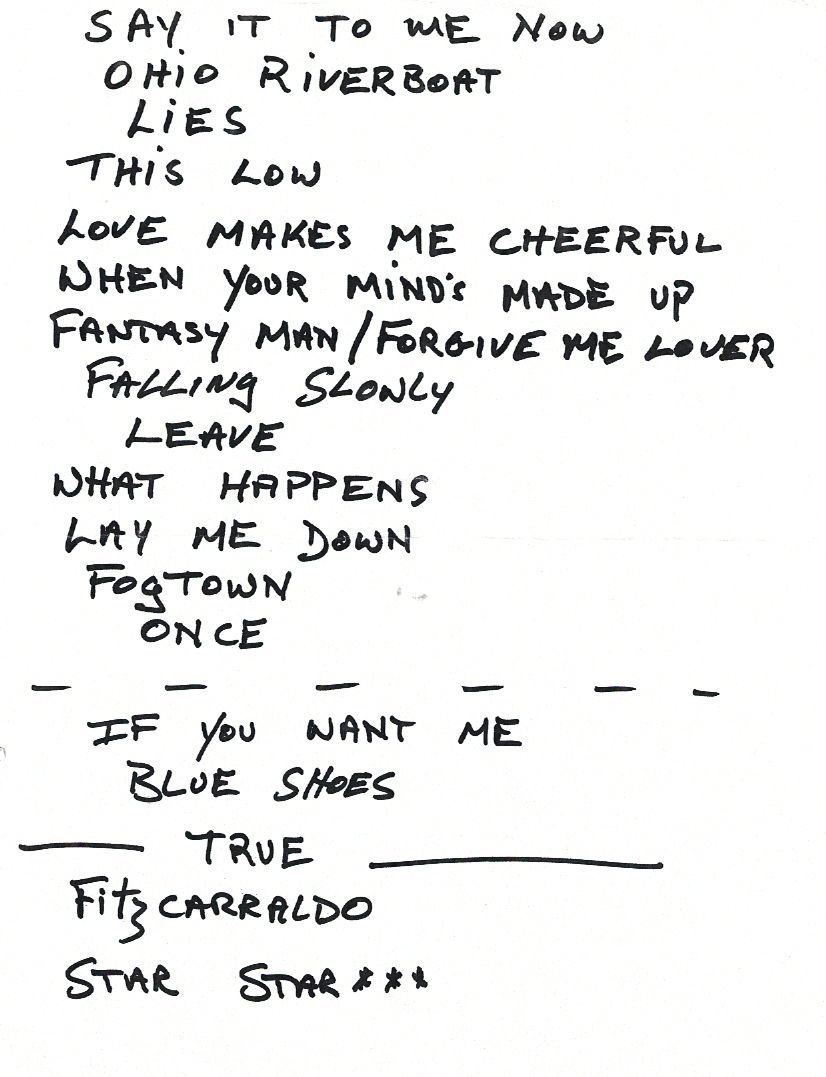 SAY IT TO ME NOW
OHIO RIVERBOAT
LIES
THIS LOW
LOVE MAKES ME CHEERFUL
WHEN YOUR MIND'S MADE UP
FANTASY MAN/FORGIVE ME LOVER
FALLING SLOWLY
LEAVE
WHAT HAPPENS
LAY ME DOWN
FOGTOWN
ONCE
— — — — — –
IF YOU WANT ME
BLUE SHOES
—— TRUE ————
FitzCARRALDO
STAR STAR***